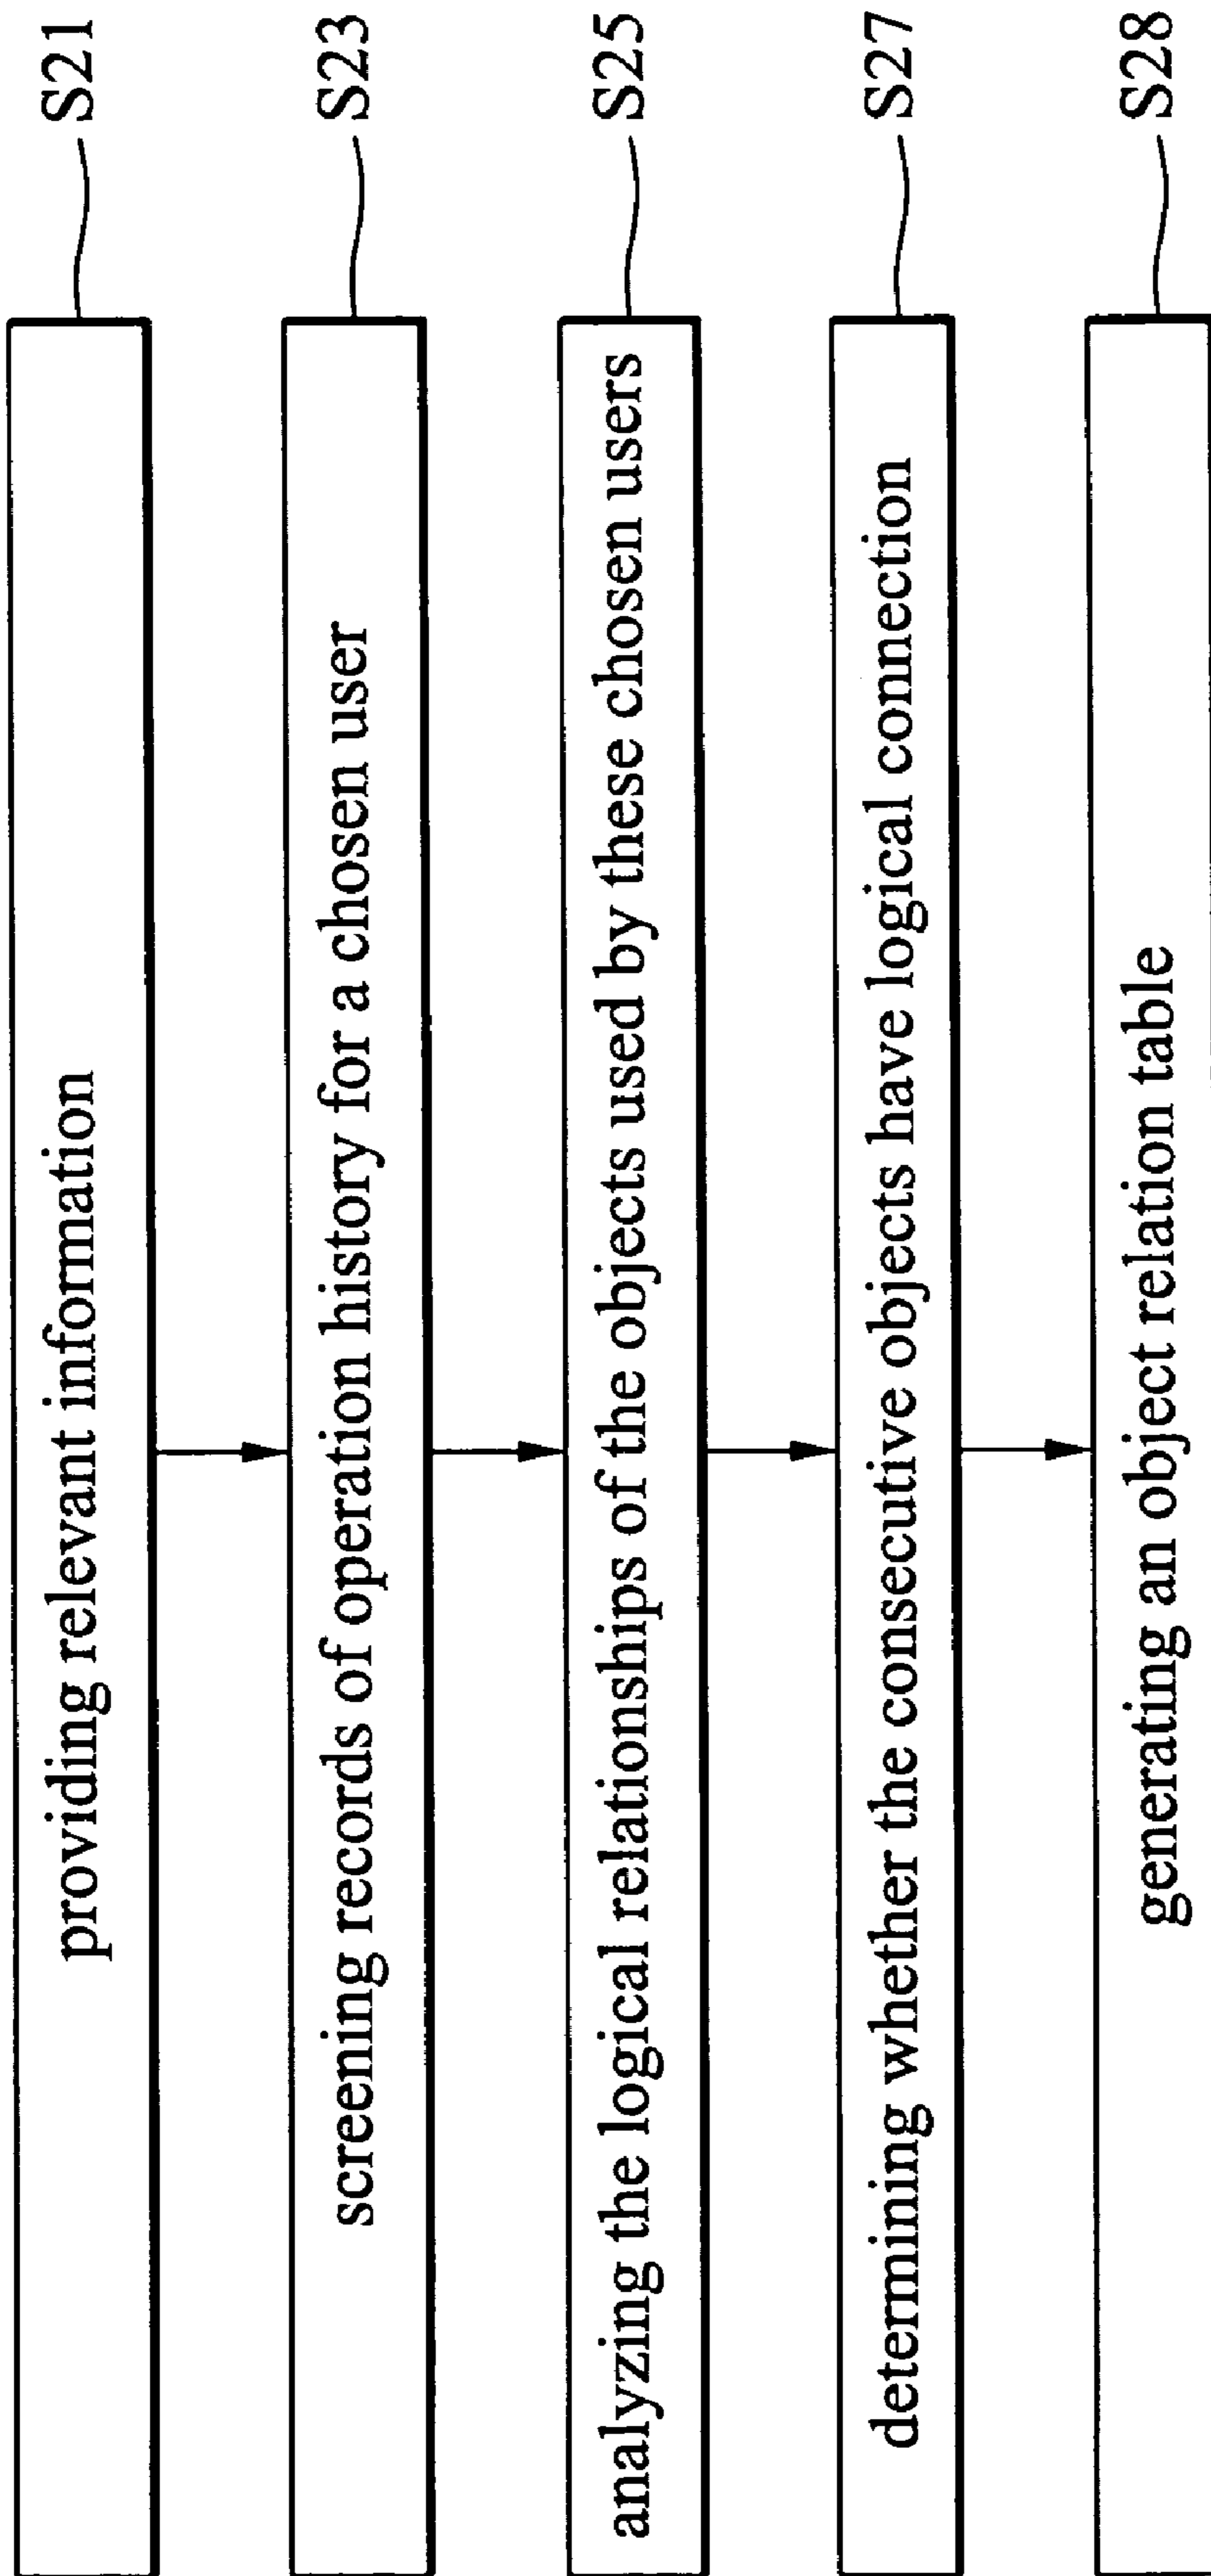 providing relevant information
S21
screening records of operation history for a chosen user
S23
analyzing the logical relationships of the objects used by these chosen users
S25
determining whether the consecutive objects have logical connection
S27
generating an object relation table
S28